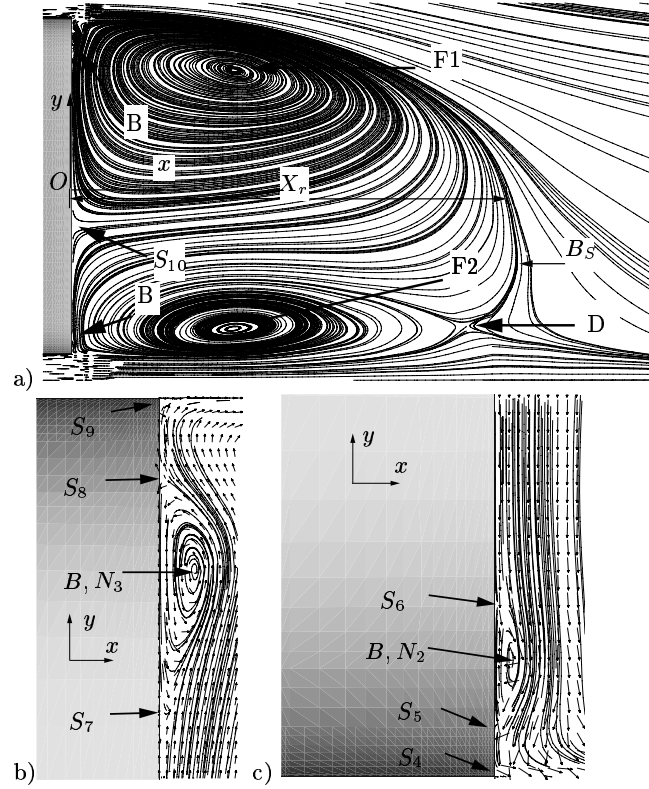 F1
y
B
x
O
X_r
S_10
F2
B_S
B
D
a)
S_9
S_8
B, N_3
y
x
S_7
b)
y
x
S_6
B, N_2
S_5
S_4
c)